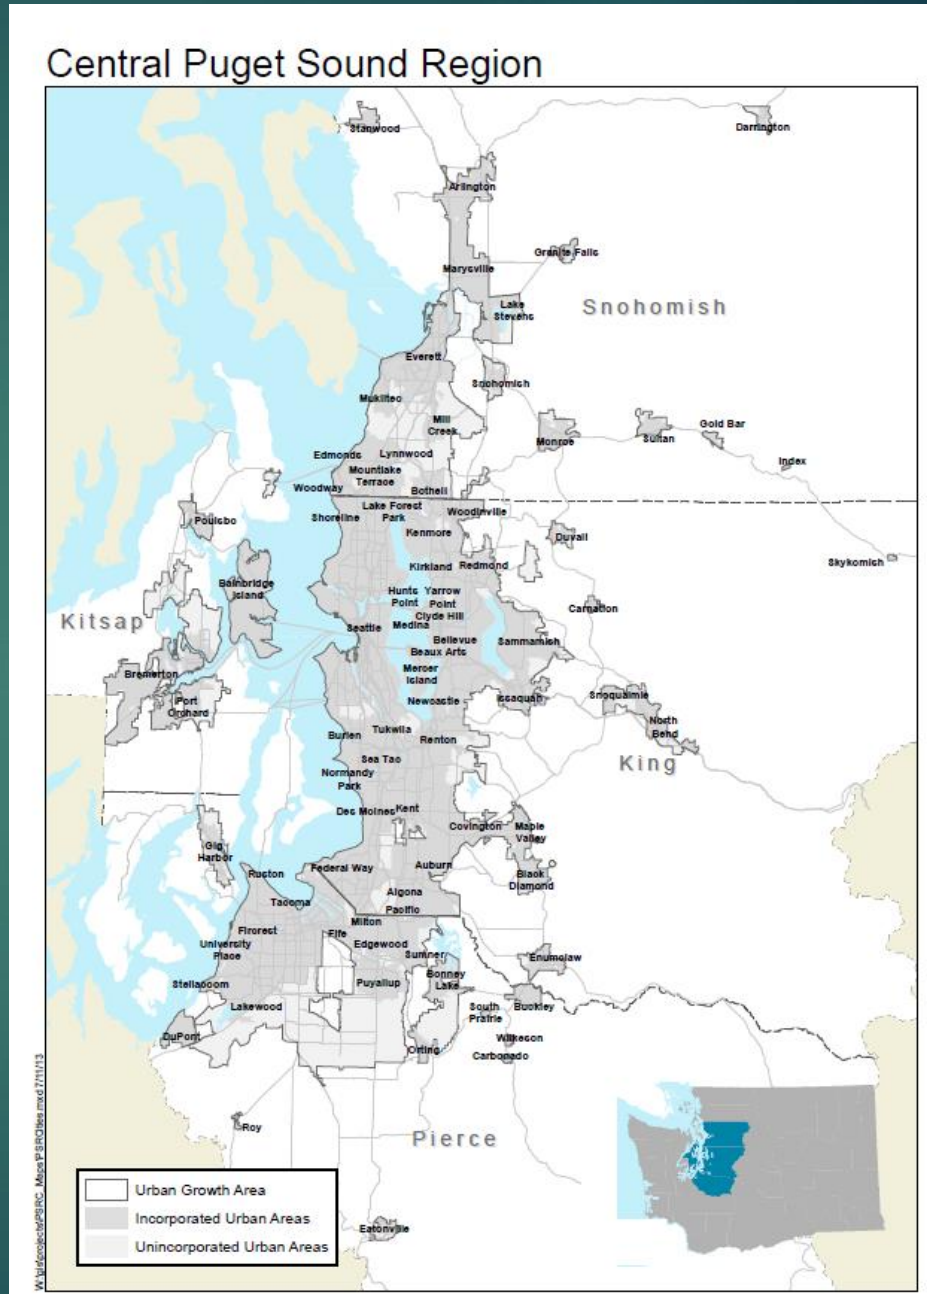 Central Puget Sound Region
Stanwood
Darrington
Arlington
Granite Falls
Marysville
Lake
Stevens
Snohomish
Everett
Snohomish
Mukilteo
Mill
Creek
Monroe
Sultan
Gold Bar
Index
Edmonds
Lynnwood
Mountlake
Terrace
Woodway
Bothell
Shoreline
Lake Forest
Park
Woodinville
Poulsbo
Kenmore
Duvall
Skykomish
Kirkland
Redmond
Bainbridge
Island
Hunts
Point
Yarrow
Point
Clyde Hill
Carnation
Kitsap
Seattle
Medina
Bellevue
Sammamish
Beaux Arts
Bremerton
Mercer
Island
Port
Orchard
Newcastle
Issaquah
Snoqualmie
North
Bend
Burien
Tukwila
Renton
King
Sea Tac
Normandy
Park
Des Moines
Kent
Covington
Maple
Valley
Gig
Harbor
Ruston
Federal Way
Auburn
Black
Diamond
Algona
Tacoma
Pacific
Milton
Fircrest
Fife
Edgewood
University
Place
Sumner
Enumclaw
Bonney
Lake
Puyallup
Steilacoom
Lakewood
South
Prairie
Buckley
DuPont
Orting
Wilkeson
Carbonado
Roy
Pierce
Eatonville
Urban Growth Area
Incorporated Urban Areas
Unincorporated Urban Areas